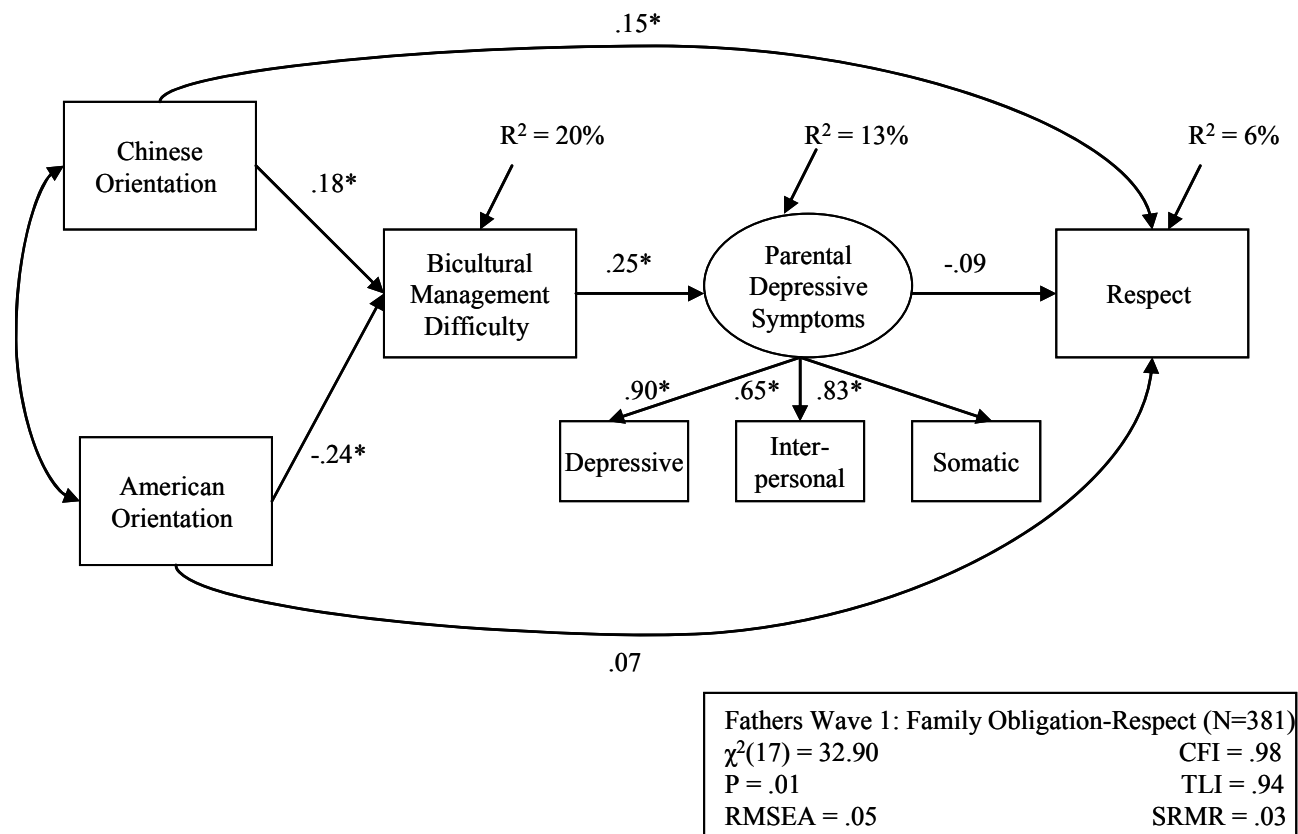 .15*
R² = 20%
R² = 13%
R² = 6%
Chinese
Orientation
.18*
Bicultural
Management
Difficulty
.25*
Parental
Depressive
Symptoms
-.09
Respect
.90*
.65*
.83*
-.24*
Depressive
Inter-
personal
Somatic
American
Orientation
.07
Fathers Wave 1: Family Obligation-Respect (N=381)
χ²(17) = 32.90 CFI = .98
P = .01 TLI = .94
RMSEA = .05 SRMR = .03